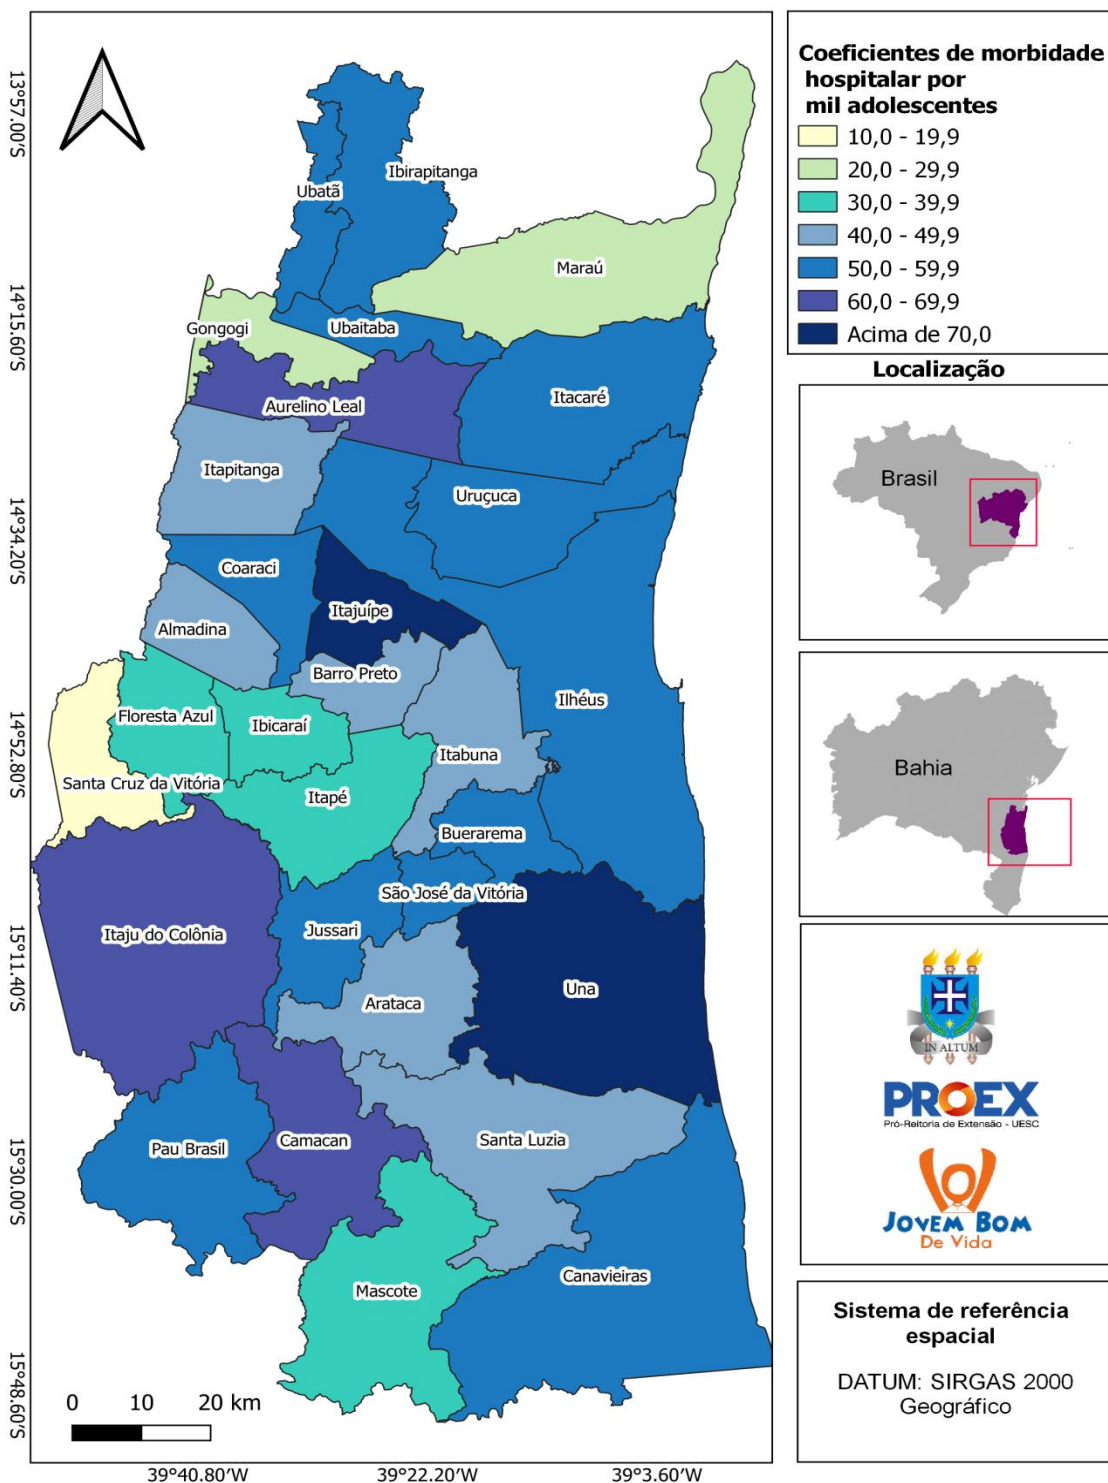 13°57.00'S
14°15.60'S
14°34.20'S
14°52.80'S
15°11.40'S
15°30.00'S
15°48.60'S
Ibirapitanga
Ubatã
Maraú
Gongogi
Ubaitaba
Itacaré
Aurelino Leal
Itapitanga
Uruçuca
Coaraci
Itajuípe
Almadina
Barro Preto
Ilhéus
Floresta Azul
Ibicaraí
Itabuna
Santa Cruz da Vitória
Itapé
Buerarema
São José da Vitória
Jussari
Itaju do Colônia
Una
Arataca
Santa Luzia
Camacan
Pau Brasil
Canavieiras
Mascote
0 10 20 km
39°40.80'W 39°22.20'W 39°3.60'W
Coeficientes de morbidade
hospitalar por
mil adolescentes
10,0 - 19,9
20,0 - 29,9
30,0 - 39,9
40,0 - 49,9
50,0 - 59,9
60,0 - 69,9
Acima de 70,0
Localização
Brasil
Bahia
IN ALTUM
PROEX
Pró-Reitoria de Extensão - UESC
JOVEM BOM
De Vida
Sistema de referência
espacial
DATUM: SIRGAS 2000
Geográfico